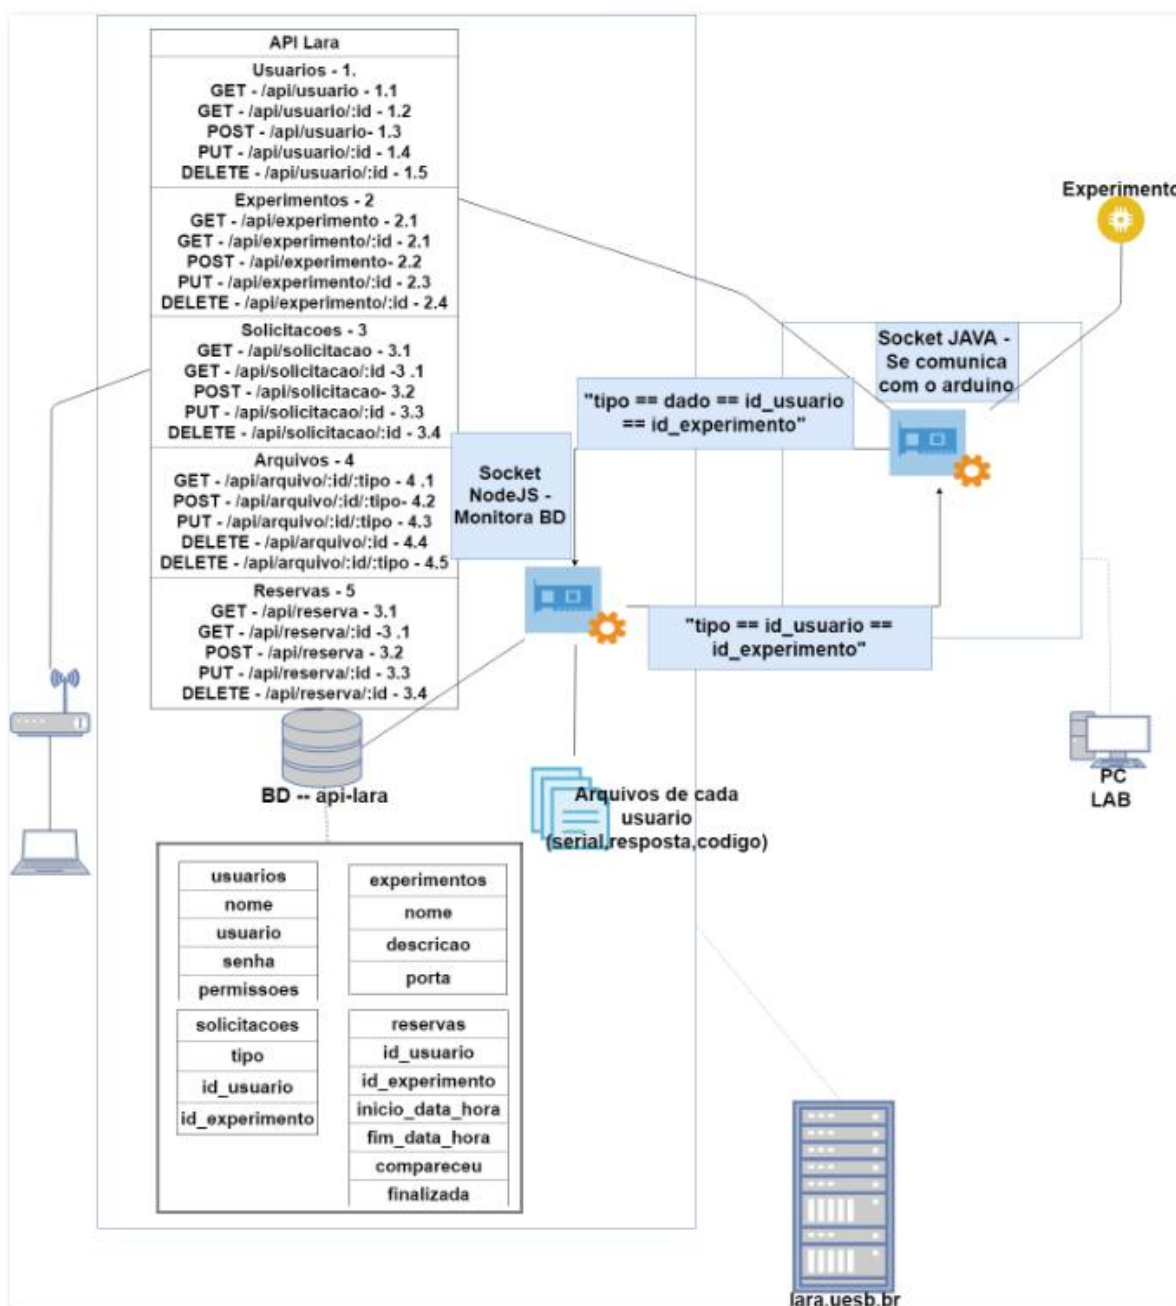 API Lara
Usuarios - 1.
GET - /api/usuario - 1.1
GET - /api/usuario/:id - 1.2
POST - /api/usuario- 1.3
PUT - /api/usuario/:id - 1.4
DELETE - /api/usuario/:id - 1.5
Experimentos - 2
GET - /api/experimento - 2.1
GET - /api/experimento/:id - 2.1
POST - /api/experimento- 2.2
PUT - /api/experimento/:id - 2.3
DELETE - /api/experimento/:id - 2.4
Solicitacoes - 3
GET - /api/solicitacao - 3.1
GET - /api/solicitacao/:id -3 .1
POST - /api/solicitacao- 3.2
PUT - /api/solicitacao/:id - 3.3
DELETE - /api/solicitacao/:id - 3.4
Arquivos - 4
GET - /api/arquivo/:id/:tipo - 4 .1
POST - /api/arquivo/:id/:tipo- 4.2
PUT - /api/arquivo/:id/:tipo - 4.3
DELETE - /api/arquivo/:id - 4.4
DELETE - /api/arquivo/:id/:tipo - 4.5
Reservas - 5
GET - /api/reserva - 3.1
GET - /api/reserva/:id -3 .1
POST - /api/reserva - 3.2
PUT - /api/reserva/:id - 3.3
DELETE - /api/reserva/:id - 3.4
BD -- api-lara
Experimento
Socket JAVA -
Se comunica
com o arduino
"tipo == dado == id_usuario
== id_experimento"
Socket
NodeJS -
Monitora BD
"tipo == id_usuario ==
id_experimento"
PC
LAB
Arquivos de cada
usuario
(serial,resposta,codigo)
usuarios
nome
usuario
senha
permissoes
experimentos
nome
descricao
porta
solicitacoes
tipo
id_usuario
id_experimento
reservas
id_usuario
id_experimento
inicio_data_hora
fim_data_hora
compareceu
finalizada
lara.uesb.br